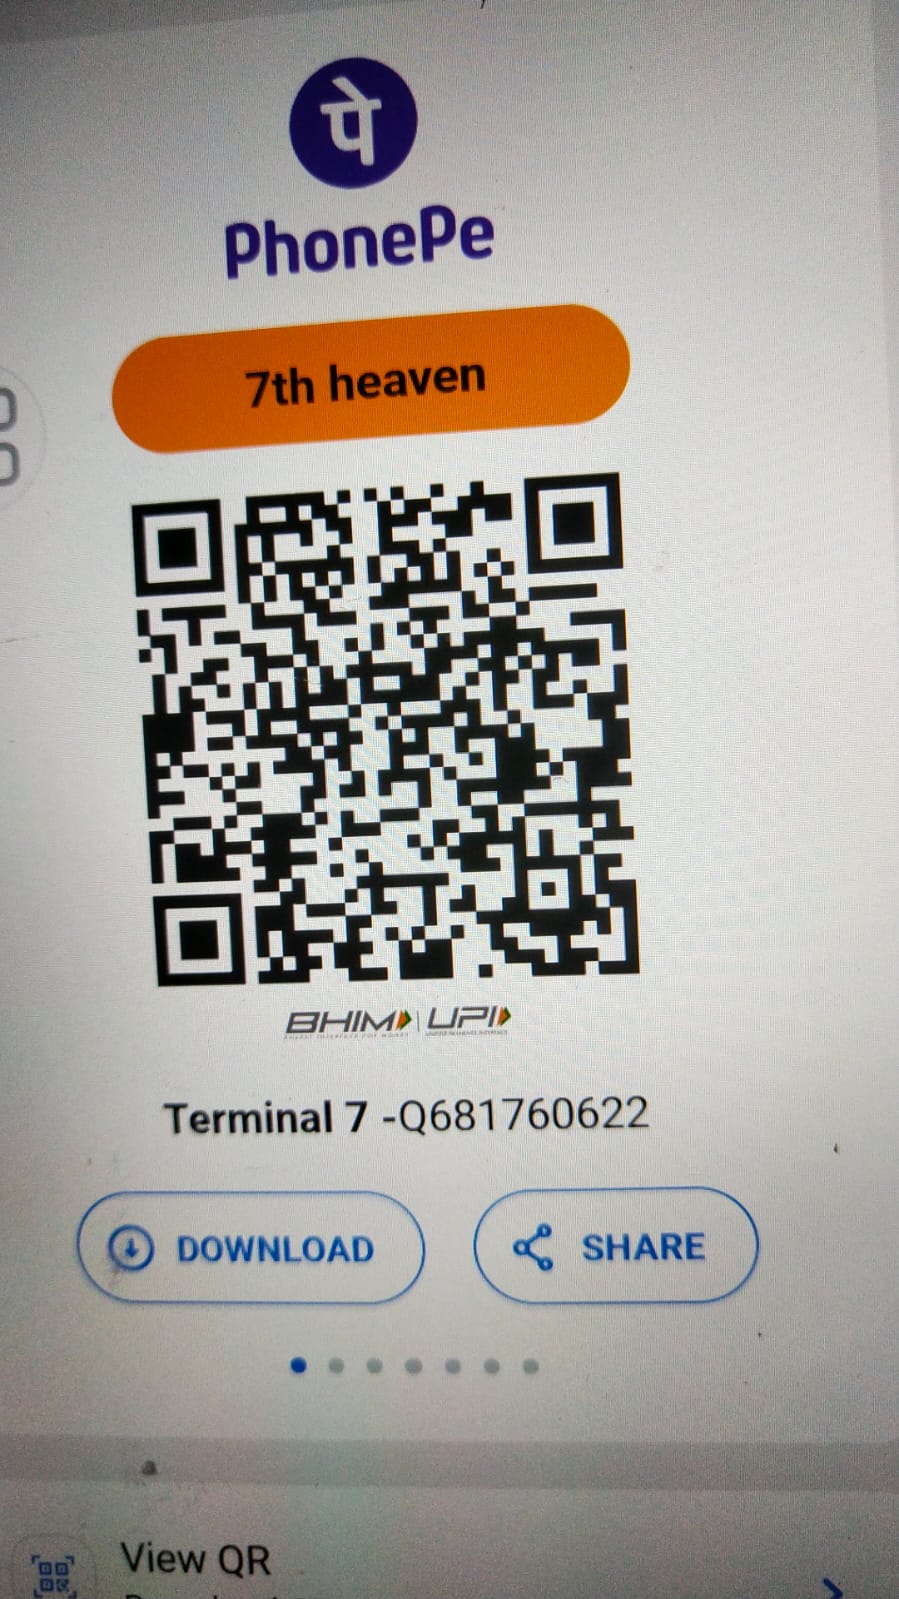 पे
PhonePe
7th heaven
BHIM UPI
Terminal 7 -Q681760622
DOWNLOAD
SHARE
View QR